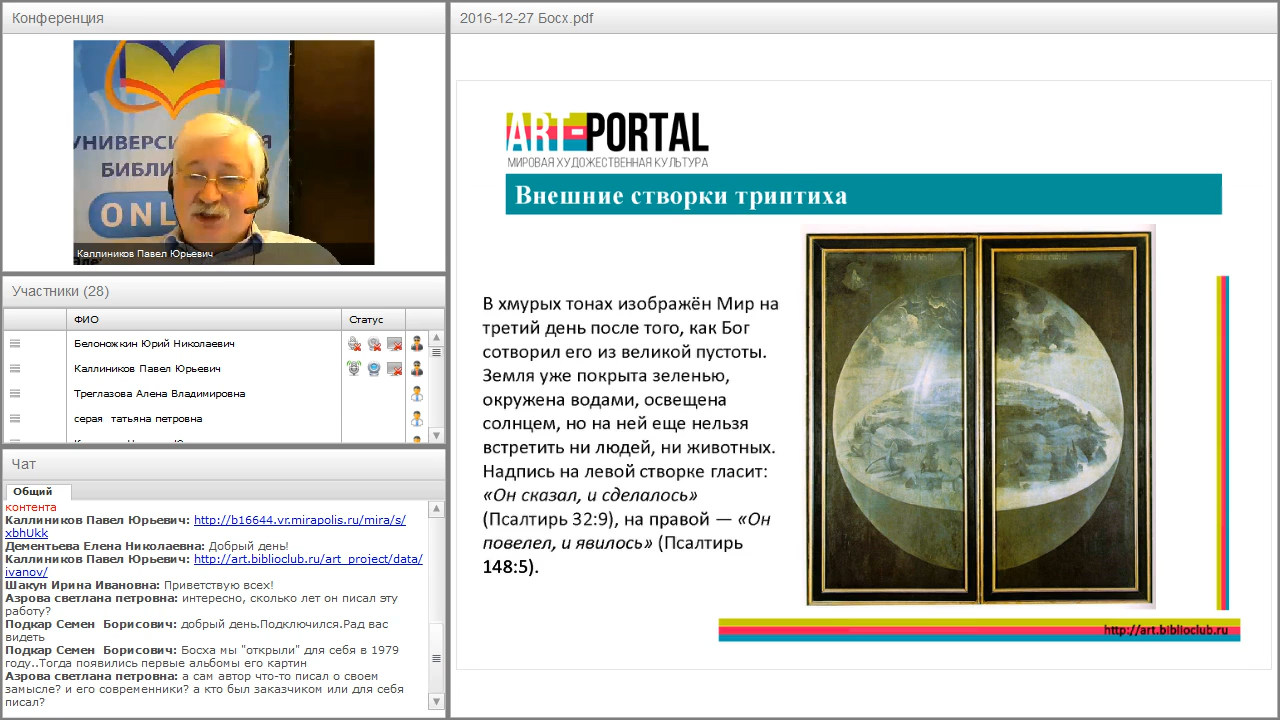 Конференция
УНИВЕРСИ
БИБЛИ
ONL
Каллиников Павел Юрьевич
Участники (28)
ФИО
Статус
Белоножкин Юрий Николаевич
Каллиников Павел Юрьевич
Треглазова Алена Владимировна
серая татьяна петровна
Чат
Общий
контента
Каллиников Павел Юрьевич: http://b16644.vr.mirapolis.ru/mira/s/
xbhUkk
Дементьева Елена Николаевна: Добрый день!
Каллиников Павел Юрьевич: http://art.biblioclub.ru/art_project/data/
ivanov/
Шакун Ирина Ивановна: Приветствую всех!
Азрова светлана петровна: интересно, сколько лет он писал эту
работу?
Подкар Семен Борисович: добрый день.Подключился.Рад вас
видеть
Подкар Семен Борисович: Босха мы "открыли" для себя в 1979
году..Тогда появились первые альбомы его картин
Азрова светлана петровна: а сам автор что-то писал о своем
замысле? и его современники? а кто был заказчиком или для себя
писал?
2016-12-27 Босх.pdf
ART-PORTAL
МИРОВАЯ ХУДОЖЕСТВЕННАЯ КУЛЬТУРА
Внешние створки триптиха
В хмурых тонах изображён Мир на
третий день после того, как Бог
сотворил его из великой пустоты.
Земля уже покрыта зеленью,
окружена водами, освещена
солнцем, но на ней еще нельзя
встретить ни людей, ни животных.
Надпись на левой створке гласит:
«Он сказал, и сделалось»
(Псалтирь 32:9), на правой — «Он
повелел, и явилось» (Псалтирь
148:5).
http://art.biblioclub.ru